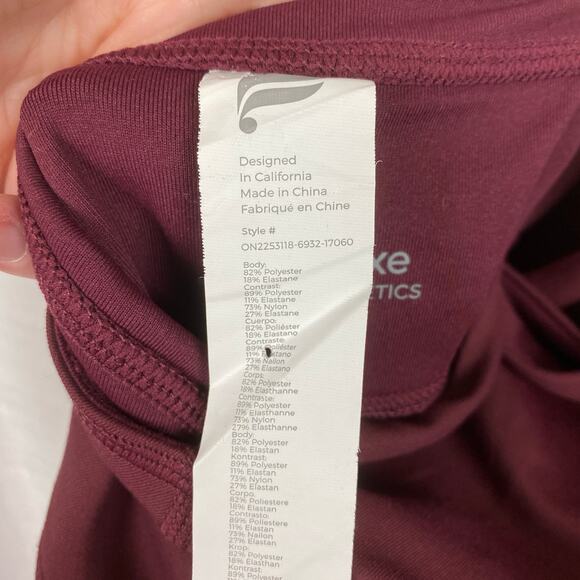 Designed
In California
Made in China
Fabriqué en Chine
Style #
ON2253118-6932-17060
Body:
82% Polyester
18% Elastane
Contrast:
89% Polyester
11% Elastane
73% Nylon
27% Elastane
Cuerpo:
82% Poliéster
18% Elastano
Contraste:
89% Poliéster
11% Elastano
73% Nailon
27% Elastano
Corps:
82% Polyester
18% Élasthanne
Contraste:
89% Polyester
11% Élasthanne
73% Nylon
27% Élasthanne
Body:
82% Polyester
18% Elastan
Kontrast:
89% Polyester
11% Elastan
73% Nylon
27% Elastan
Corpo.
82% Poliestere
18% Elastan
Contrasto:
89% Poliestere
11% Elastan
73% Nailon
27% Elastan
Krop:
82% Polyester
18% Elasthan
Kontrast:
89% Polyester
xke
ETICS